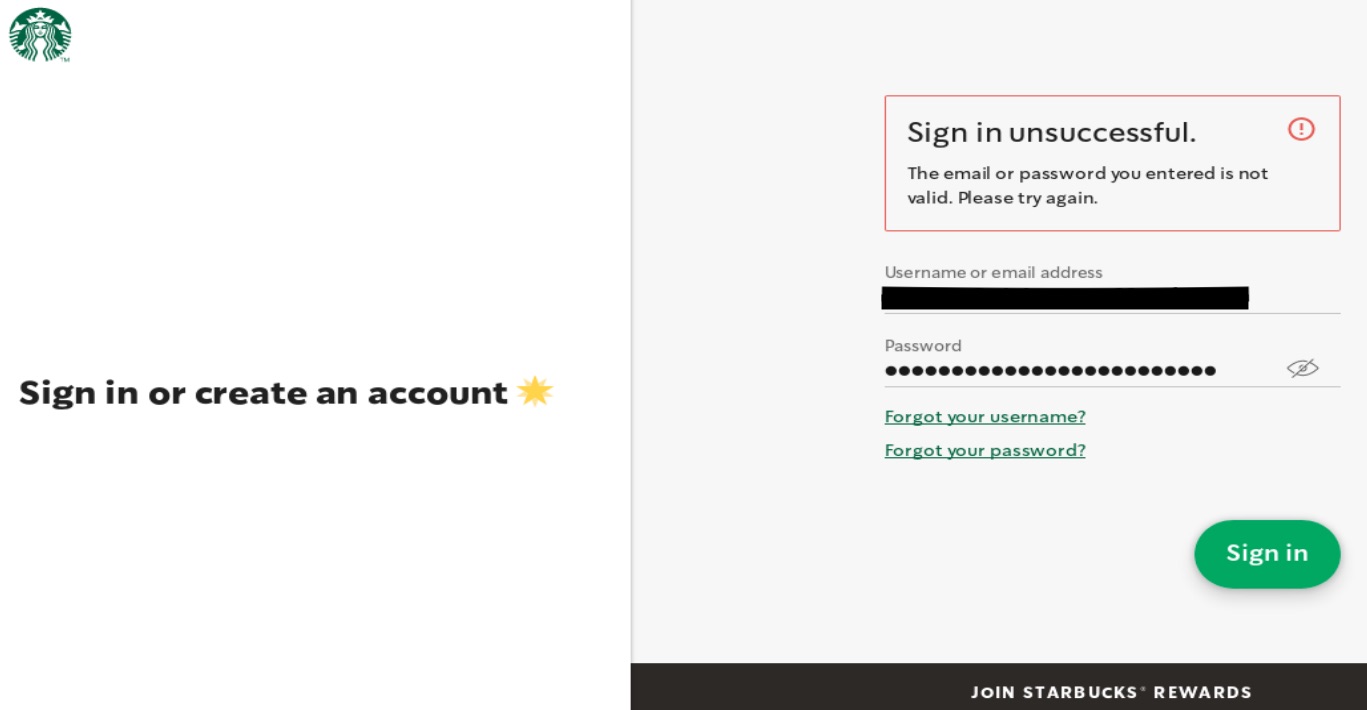 TM
Sign in or create an account
Sign in unsuccessful.
The email or password you entered is not
valid. Please try again.
Username or email address
Password
•••••••••••••••••••••••••
Forgot your username?
Forgot your password?
Sign in
JOIN STARBUCKS® REWARDS